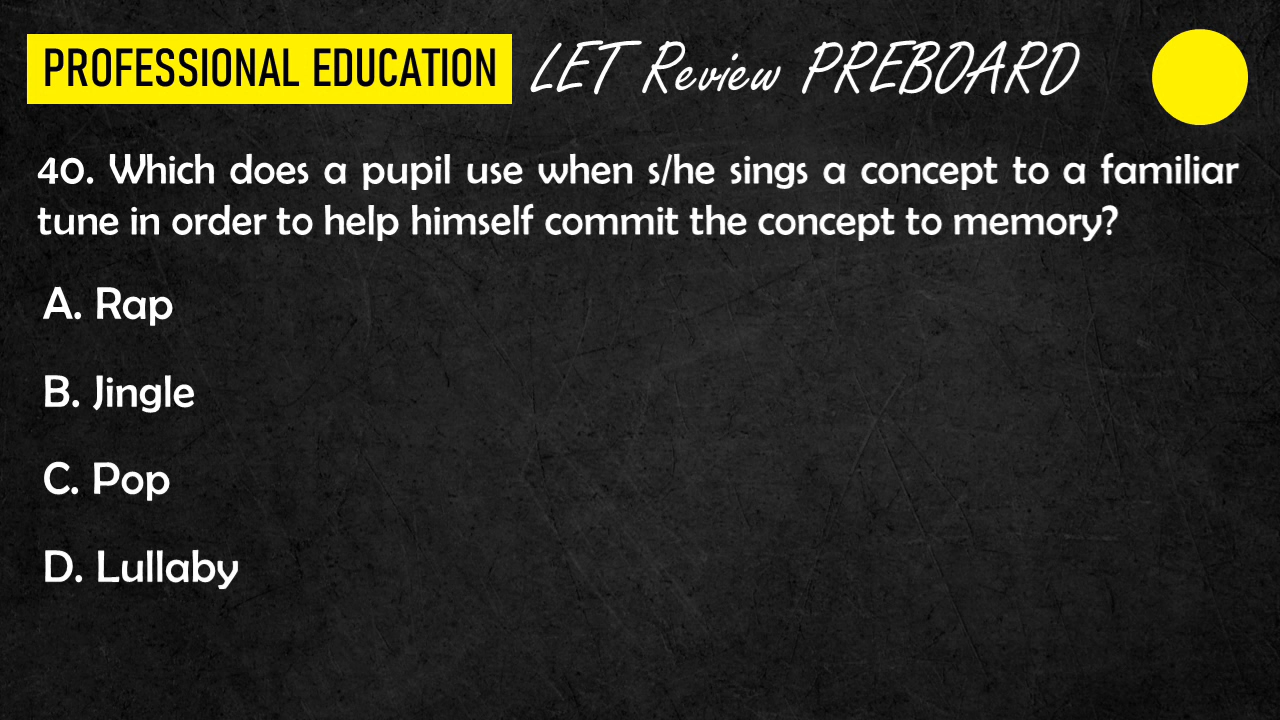 PROFESSIONAL EDUCATION LET Review PREBOARD
40. Which does a pupil use when s/he sings a concept to a familiar
tune in order to help himself commit the concept to memory?
A. Rap
B. Jingle
C. Pop
D. Lullaby